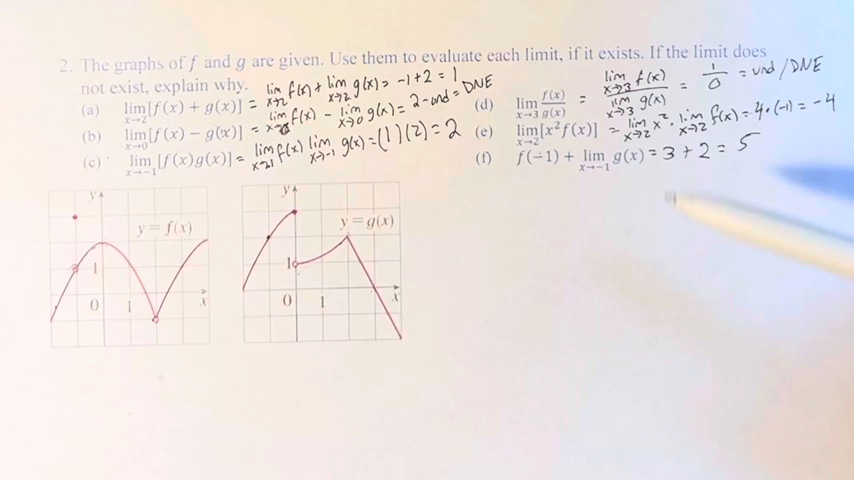 2. The graphs of f and g are given. Use them to evaluate each limit, if it exists. If the limit does
not exist, explain why.
(a) lim x→2 [f(x) + g(x)] = lim x→2 f(x) + lim x→2 g(x) = -1 + 2 = 1
(b) lim x→0 [f(x) − g(x)] = lim x→0 f(x) − lim x→0 g(x) = 2 - und = DNE
(c) lim x→−1 [f(x)g(x)] = lim x→-1 f(x) lim x→-1 g(x) = (1)(2) = 2
(d) lim x→3 f(x)/g(x) = lim x→3 f(x) / lim x→3 g(x) = 1/0 = und / DNE
(e) lim x→2 [x² f(x)] = lim x→2 x² · lim x→2 f(x) = 4 · (-1) = -4
(f) f(−1) + lim x→−1 g(x) = 3 + 2 = 5
y
y = f(x)
1
0 1 x
y
y = g(x)
1
0 1 x